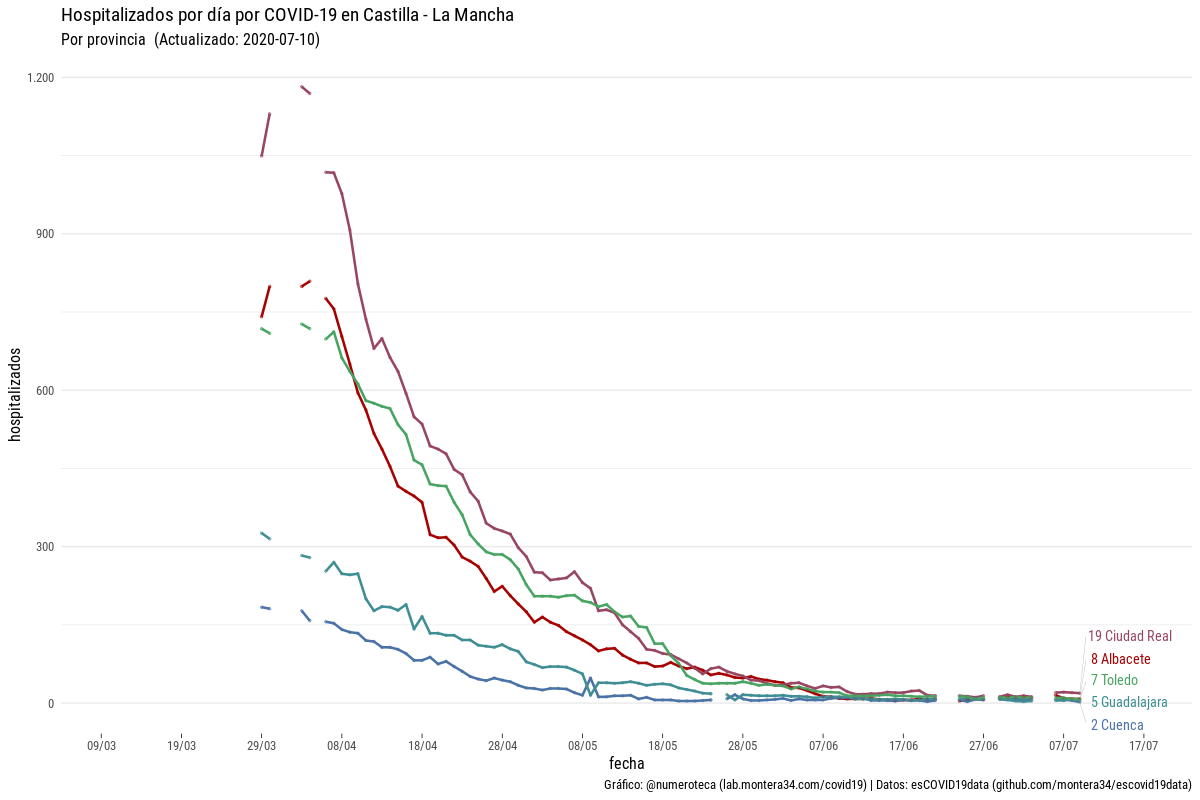 Hospitalizados por día por COVID-19 en Castilla - La Mancha
Por provincia (Actualizado: 2020-07-10)
hospitalizados
1.200
900
600
300
0
19 Ciudad Real
8 Albacete
7 Toledo
5 Guadalajara
2 Cuenca
09/03 19/03 29/03 08/04 18/04 28/04 08/05 18/05 28/05 07/06 17/06 27/06 07/07 17/07
fecha
Gráfico: @numeroteca (lab.montera34.com/covid19) | Datos: esCOVID19data (github.com/montera34/escovid19data)